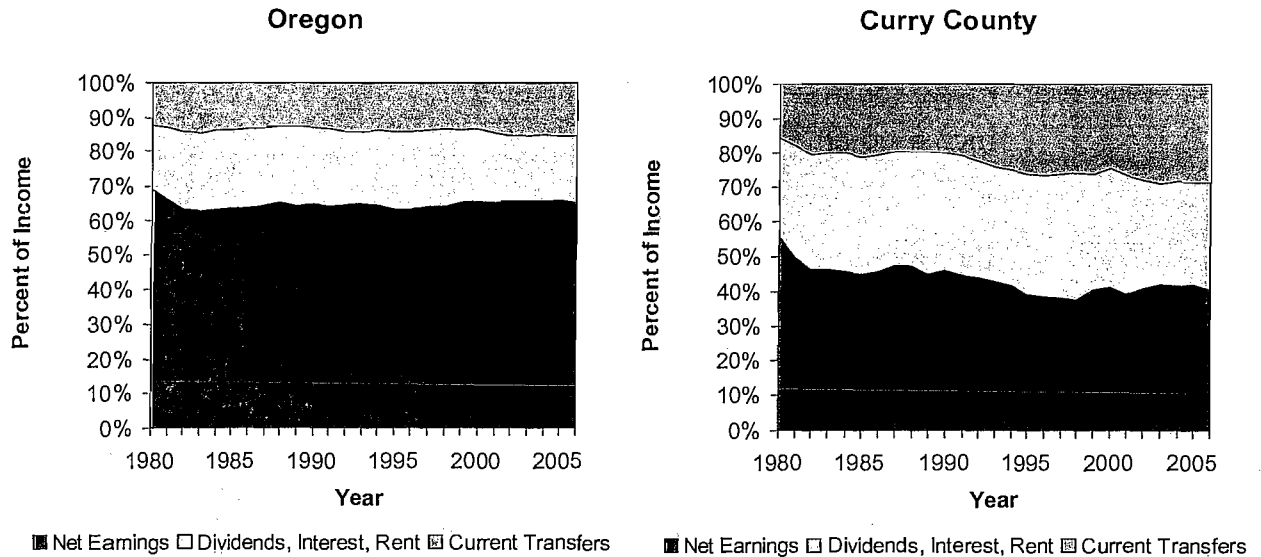 Oregon
Percent of Income
100%
90%
80%
70%
60%
50%
40%
30%
20%
10%
0%
1980 1985 1990 1995 2000 2005
Year
Net Earnings Dividends, Interest, Rent Current Transfers
Curry County
Percent of Income
100%
90%
80%
70%
60%
50%
40%
30%
20%
10%
0%
1980 1985 1990 1995 2000 2005
Year
Net Earnings Dividends, Interest, Rent Current Transfers